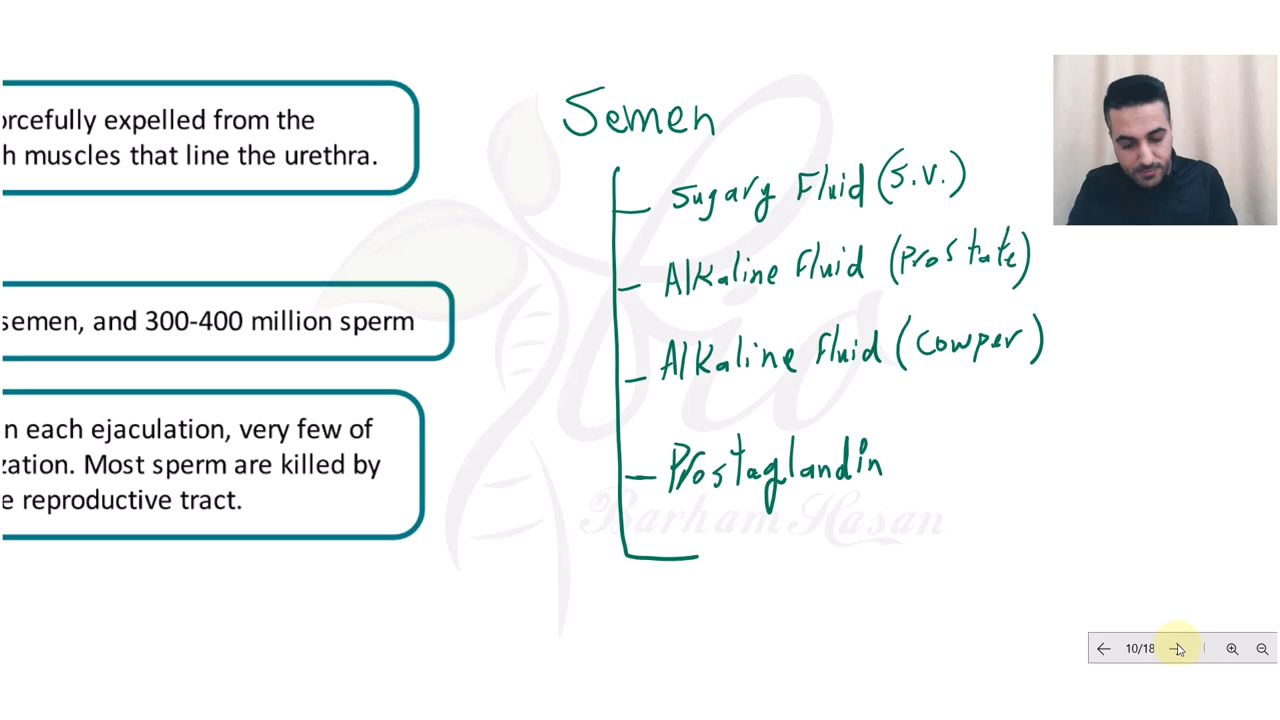 orcefully expelled from the
h muscles that line the urethra.
semen, and 300-400 million sperm
n each ejaculation, very few of
zation. Most sperm are killed by
e reproductive tract.
Semen
Sugary Fluid (S.V.)
Alkaline Fluid (Prostate)
Alkaline Fluid (Cowper)
Prostaglandin
bio
Barham Hasan
10/18